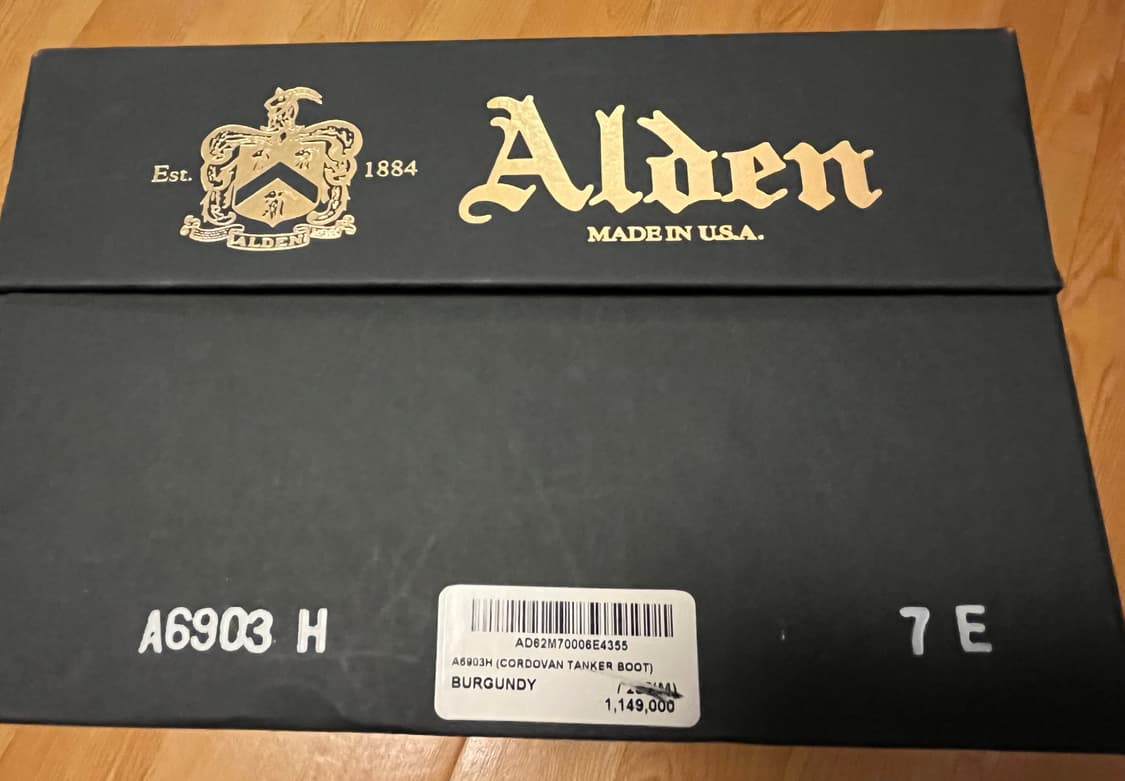 Est. 1884
ALDEN
Alden
MADE IN U.S.A.
A6903 H
7 E
AD62M70006E4355
A6903H (CORDOVAN TANKER BOOT)
BURGUNDY
1,149,000